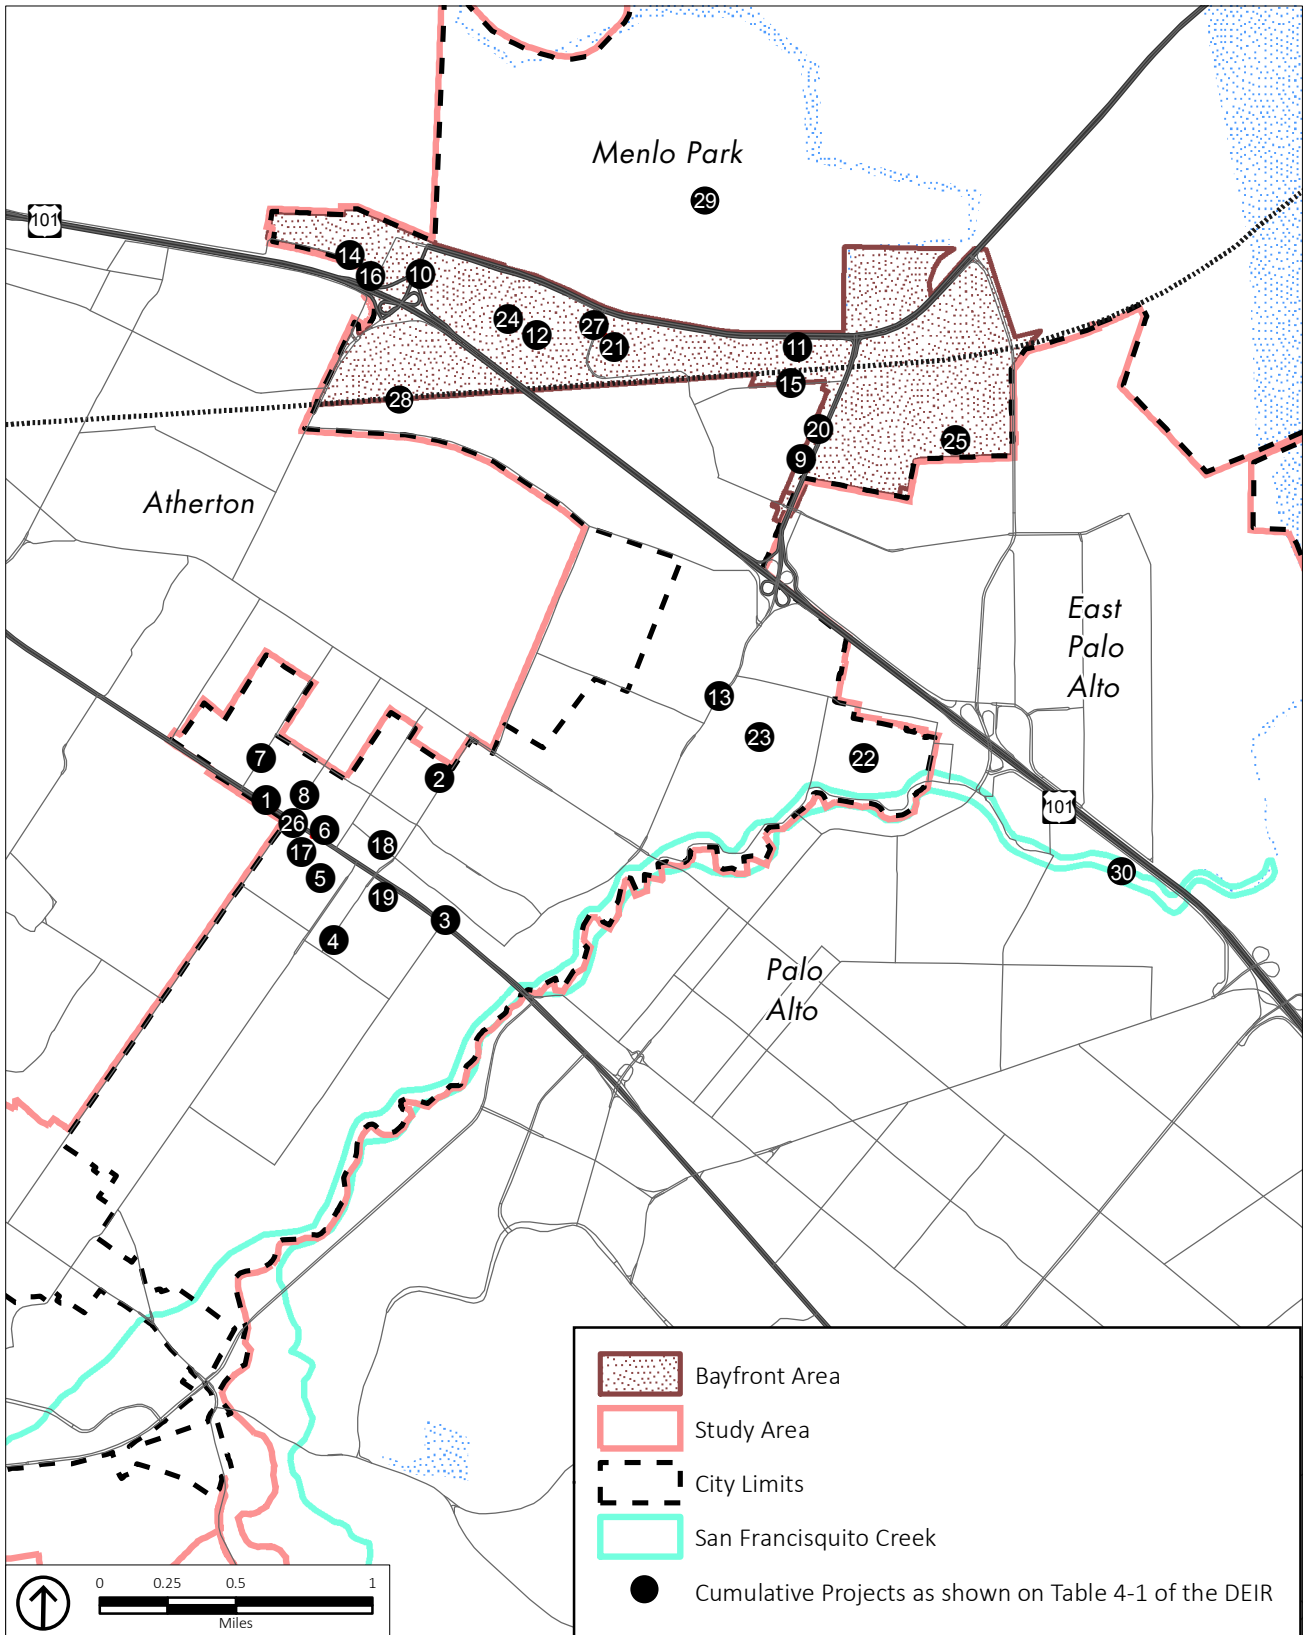 Menlo Park
29
101
14
16
10
24
12
27
21
11
15
28
20
9
25
Atherton
East
Palo
Alto
13
23
22
7
2
8
1
26
6
17
18
5
19
3
4
101
30
Palo
Alto
Bayfront Area
Study Area
City Limits
San Francisquito Creek
Cumulative Projects as shown on Table 4-1 of the DEIR
0 0.25 0.5 1
Miles